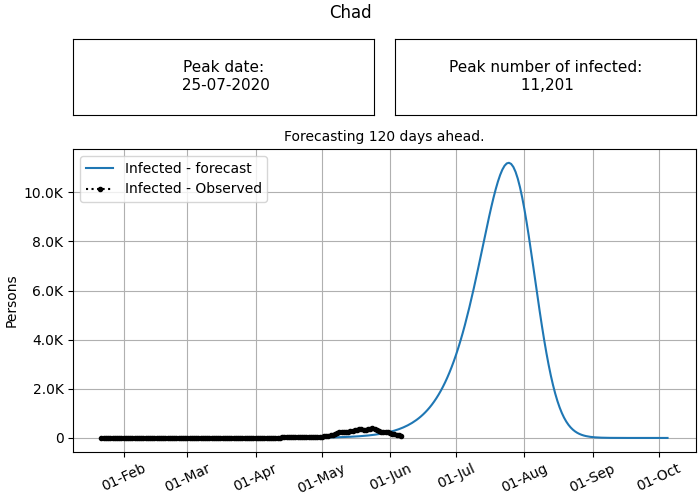 Chad
Peak date:
25-07-2020
Peak number of infected:
11,201
Forecasting 120 days ahead.
Infected - forecast
Infected - Observed
10.0K
8.0K
6.0K
4.0K
2.0K
0
Persons
01-Feb
01-Mar
01-Apr
01-May
01-Jun
01-Jul
01-Aug
01-Sep
01-Oct